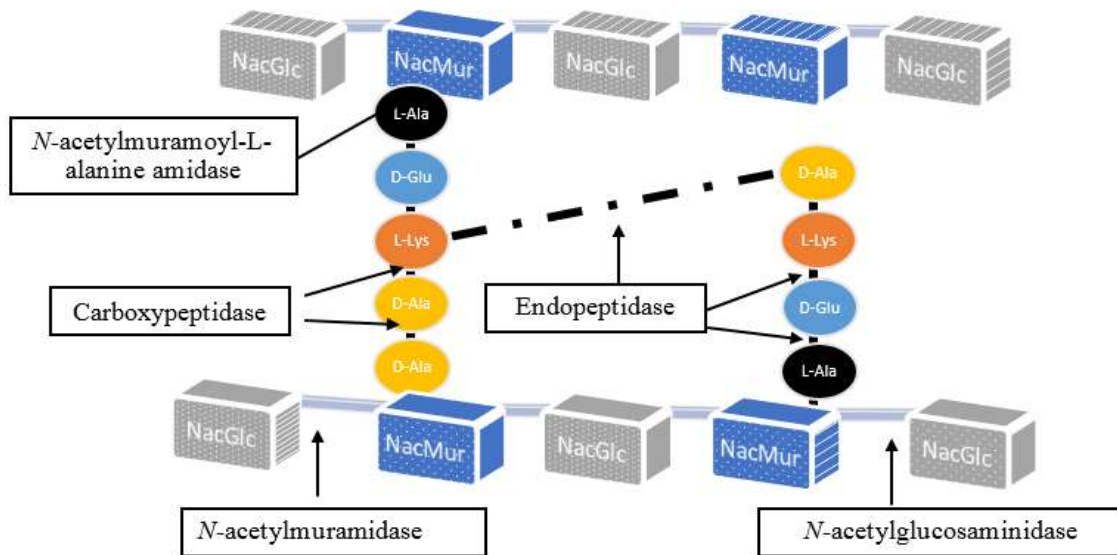 NacGlc
NacMur
NacGlc
NacMur
NacGlc
L-Ala
N-acetylmuramoyl-L-
alanine amidase
D-Glu
D-Ala
L-Lys
L-Lys
Carboxypeptidase
D-Ala
Endopeptidase
D-Glu
D-Ala
L-Ala
NacGlc
NacMur
NacGlc
NacMur
NacGlc
N-acetylmuramidase
N-acetylglucosaminidase